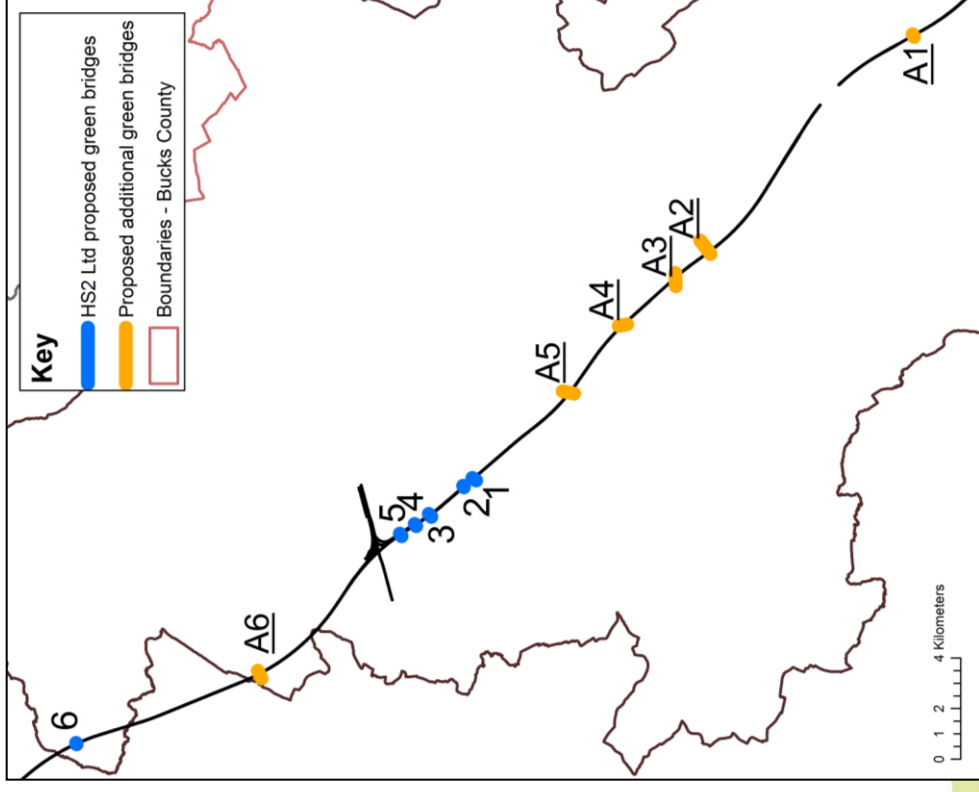 Key
HS2 Ltd proposed green bridges
Proposed additional green bridges
Boundaries - Bucks County
6
A6
5
4
3
2
1
A5
A4
A3
A2
A1
0 1 2 4 Kilometers